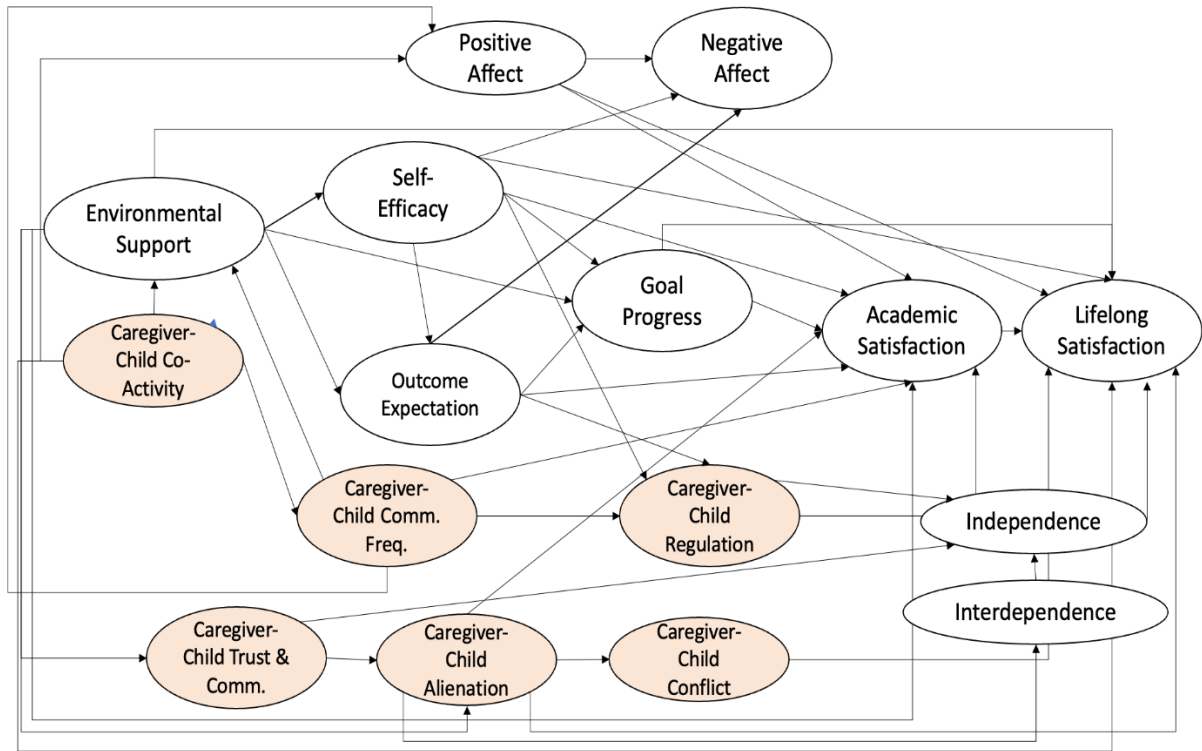 Positive
Affect
Negative
Affect
Self-
Efficacy
Environmental
Support
Goal
Progress
Academic
Satisfaction
Lifelong
Satisfaction
Caregiver-
Child Co-
Activity
Outcome
Expectation
Caregiver-
Child Comm.
Freq.
Caregiver-
Child
Regulation
Independence
Interdependence
Caregiver-
Child Trust &
Comm.
Caregiver-
Child
Alienation
Caregiver-
Child
Conflict